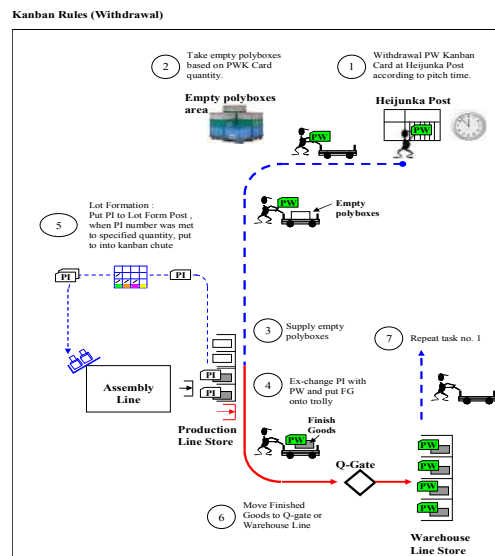 Kanban Rules (Withdrawal)
2
Take empty polyboxes
based on PWK Card
quantity.
1
Withdrawal PW Kanban
Card at Heijunka Post
according to pitch time.
Empty polyboxes
area
Heijunka Post
PW
PW
PW
Empty
polyboxes
5
Lot Formation :
Put PI to Lot Form Post ,
when PI number was met
to specified quantity, put
to into kanban chute
PI
PI
3
Supply empty
polyboxes
7
Repeat task no. 1
4
Ex-change PI with
PW and put FG
onto trolly
PI
PI
Assembly
Line
Production
Line Store
Finish
Goods
PW
Q-Gate
PW
PW
PW
PW
6
Move Finished
Goods to Q-gate or
Warehouse Line
Warehouse
Line Store